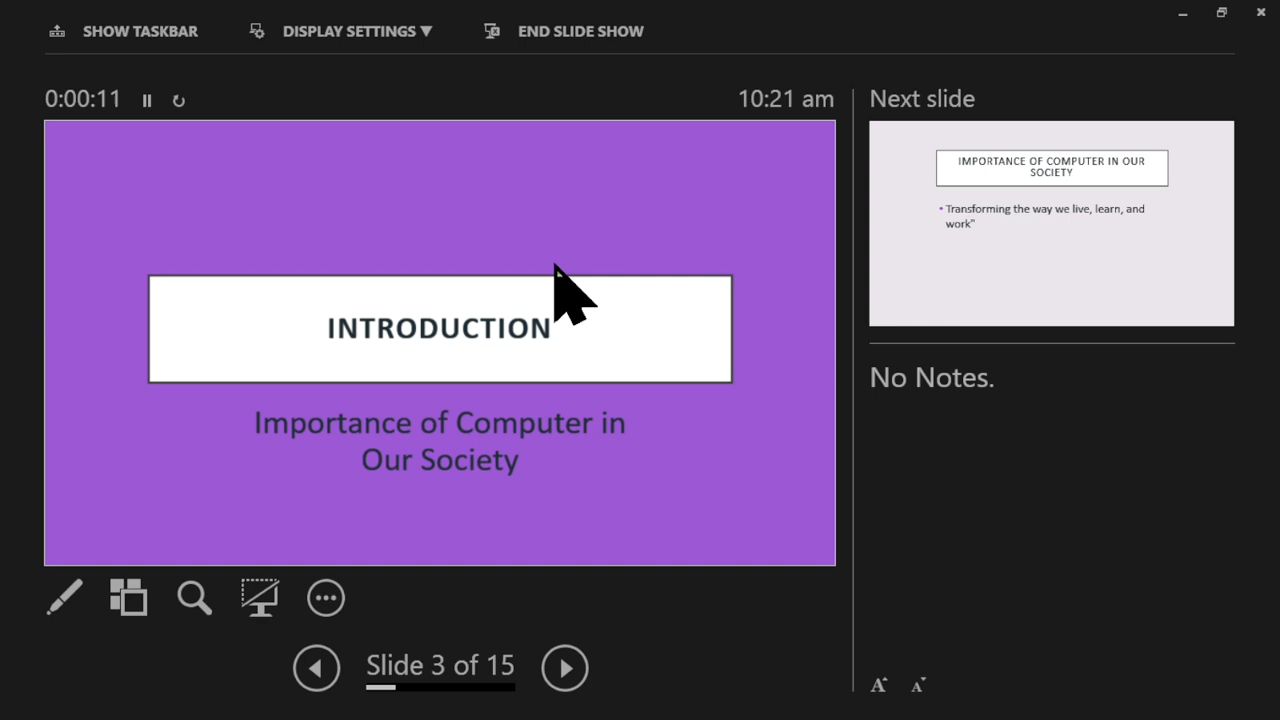 SHOW TASKBAR
DISPLAY SETTINGS ▼
END SLIDE SHOW
0:00:11
10:21 am
Next slide
INTRODUCTION
Importance of Computer in
Our Society
IMPORTANCE OF COMPUTER IN OUR
SOCIETY
• Transforming the way we live, learn, and
work"
No Notes.
Slide 3 of 15
A A